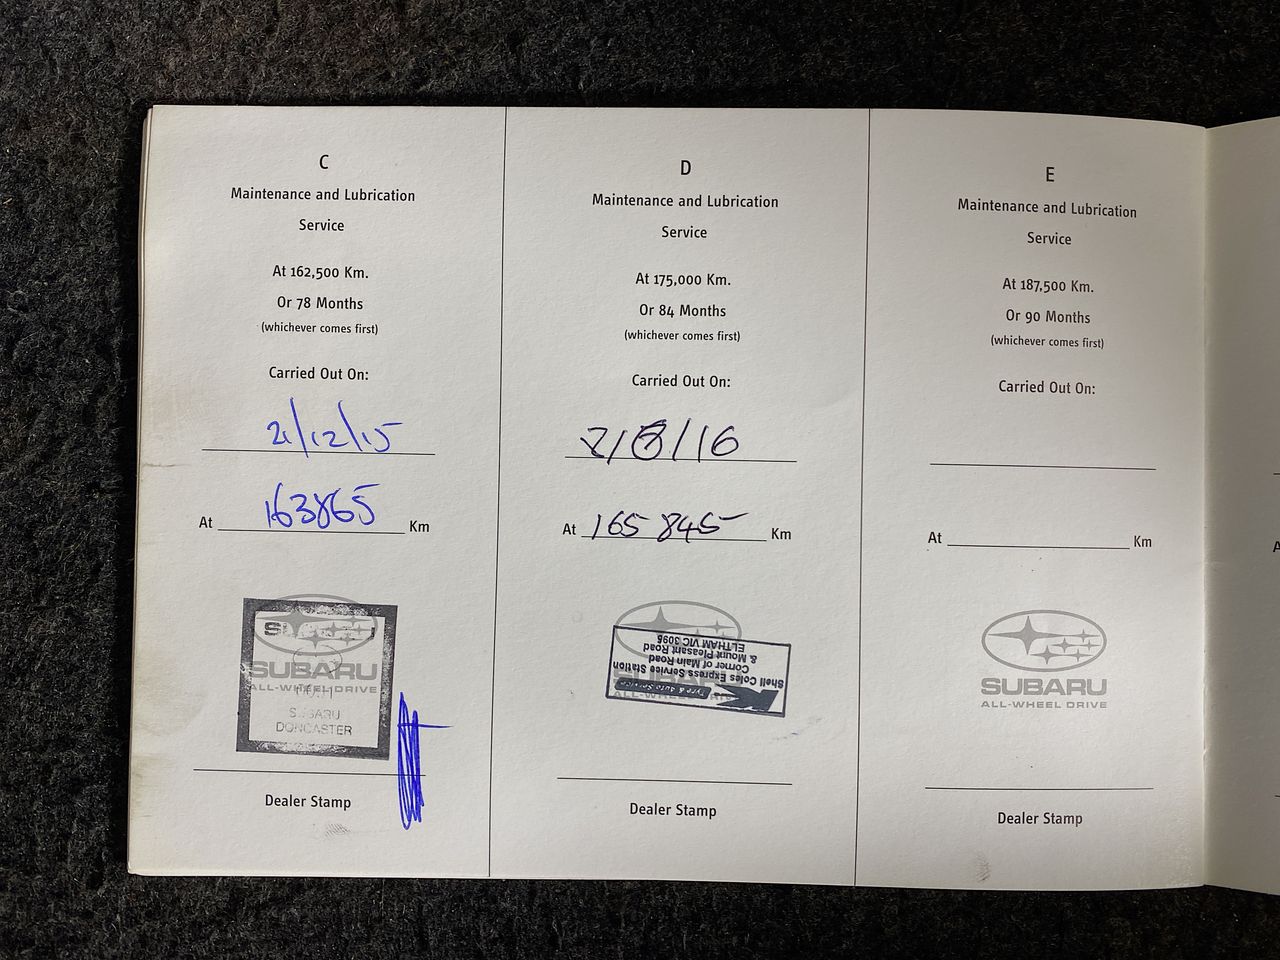 C
Maintenance and Lubrication
Service
At 162,500 Km.
Or 78 Months
(whichever comes first)
Carried Out On:
21/12/15
At 163865 Km
SUBARU
ALL-WHEEL DRIVE
SUBARU
DONCASTER
Dealer Stamp
D
Maintenance and Lubrication
Service
At 175,000 Km.
Or 84 Months
(whichever comes first)
Carried Out On:
/16
At 165 845 Km
Tyre & Auto Service
Shell Coles Express Service Station
Corner of Main Road
& Mount Pleasant Road
ELTHAM VIC 3095
Dealer Stamp
E
Maintenance and Lubrication
Service
At 187,500 Km.
Or 90 Months
(whichever comes first)
Carried Out On:
At Km
SUBARU
ALL-WHEEL DRIVE
Dealer Stamp